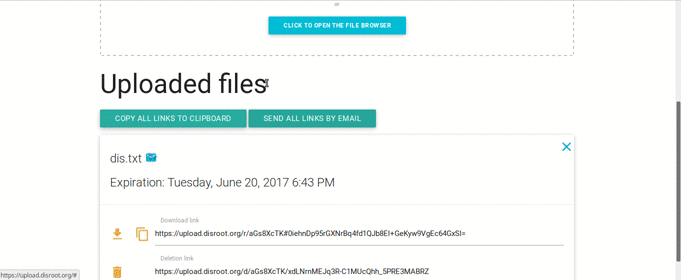 or
CLICK TO OPEN THE FILE BROWSER
Uploaded files
COPY ALL LINKS TO CLIPBOARD
SEND ALL LINKS BY EMAIL
dis.txt
Expiration: Tuesday, June 20, 2017 6:43 PM
Download link
https://upload.disroot.org/r/aGs8XcTK#0iehnDp95rGXNrBq4fd1QJb8EI+GeKyw9VgEc64GxSI=
Deletion link
https://upload.disroot.org/d/aGs8XcTK/xdLNrnMEJq3R-C1MUcQhh_5PRE3MABRZ
https://upload.disroot.org/#